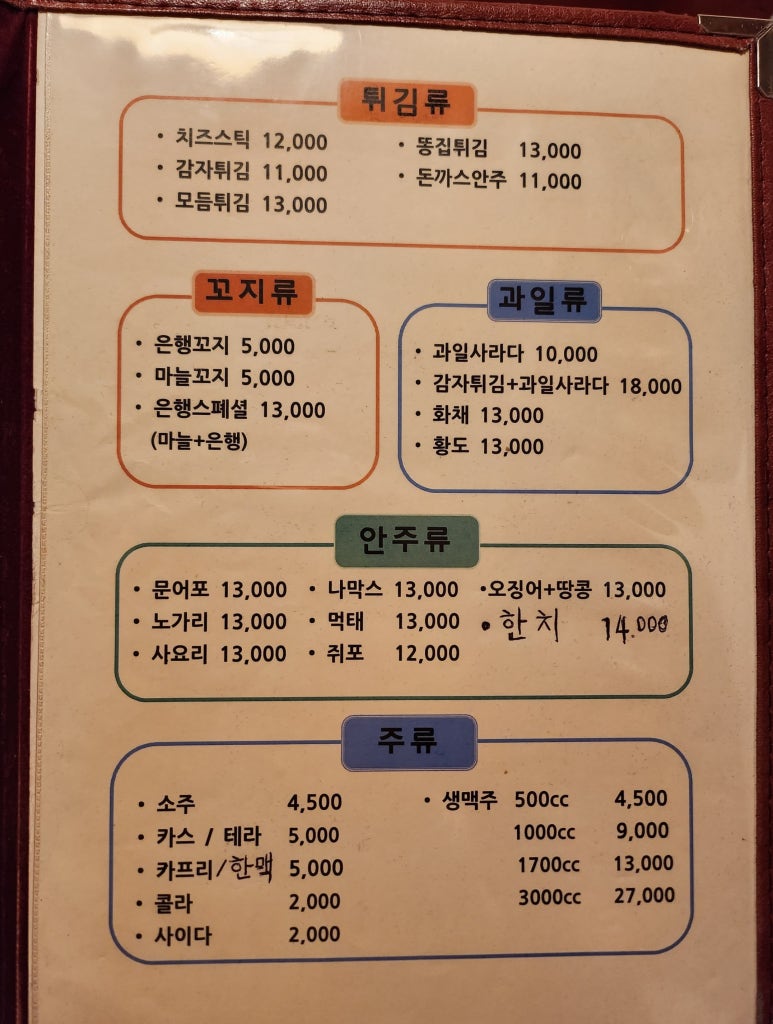 튀김류
• 치즈스틱 12,000
• 감자튀김 11,000
• 모듬튀김 13,000
• 똥집튀김 13,000
• 돈까스안주 11,000
꼬지류
• 은행꼬지 5,000
• 마늘꼬지 5,000
• 은행스폐셜 13,000
(마늘+은행)
과일류
• 과일사라다 10,000
• 감자튀김+과일사라다 18,000
• 화채 13,000
• 황도 13,000
안주류
• 문어포 13,000
• 노가리 13,000
• 사요리 13,000
• 나막스 13,000
• 먹태 13,000
• 쥐포 12,000
•오징어+땅콩 13,000
• 한치 14.000
주류
• 소주 4,500
• 카스 / 테라 5,000
• 카프리/한맥 5,000
• 콜라 2,000
• 사이다 2,000
• 생맥주 500cc 4,500
1000cc 9,000
1700cc 13,000
3000cc 27,000